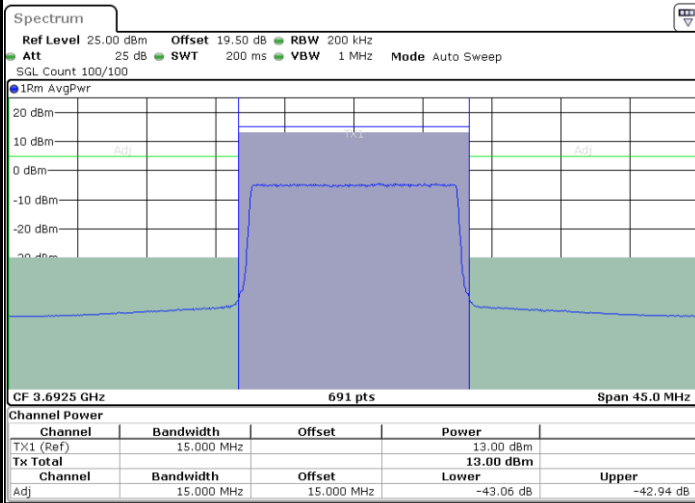 Spectrum
Ref Level 25.00 dBm Offset 19.50 dB RBW 200 kHz
Att 25 dB SWT 200 ms VBW 1 MHz Mode Auto Sweep
SGL Count 100/100
1Rm AvgPwr
20 dBm
TX1
10 dBm
Adj Adj
0 dBm
-10 dBm
-20 dBm
-30 dBm
CF 3.6925 GHz 691 pts Span 45.0 MHz
Channel Power
Channel Bandwidth Offset Power
TX1 (Ref) 15.000 MHz 13.00 dBm
Tx Total 13.00 dBm
Channel Bandwidth Offset Lower Upper
Adj 15.000 MHz 15.000 MHz -43.06 dB -42.94 dB